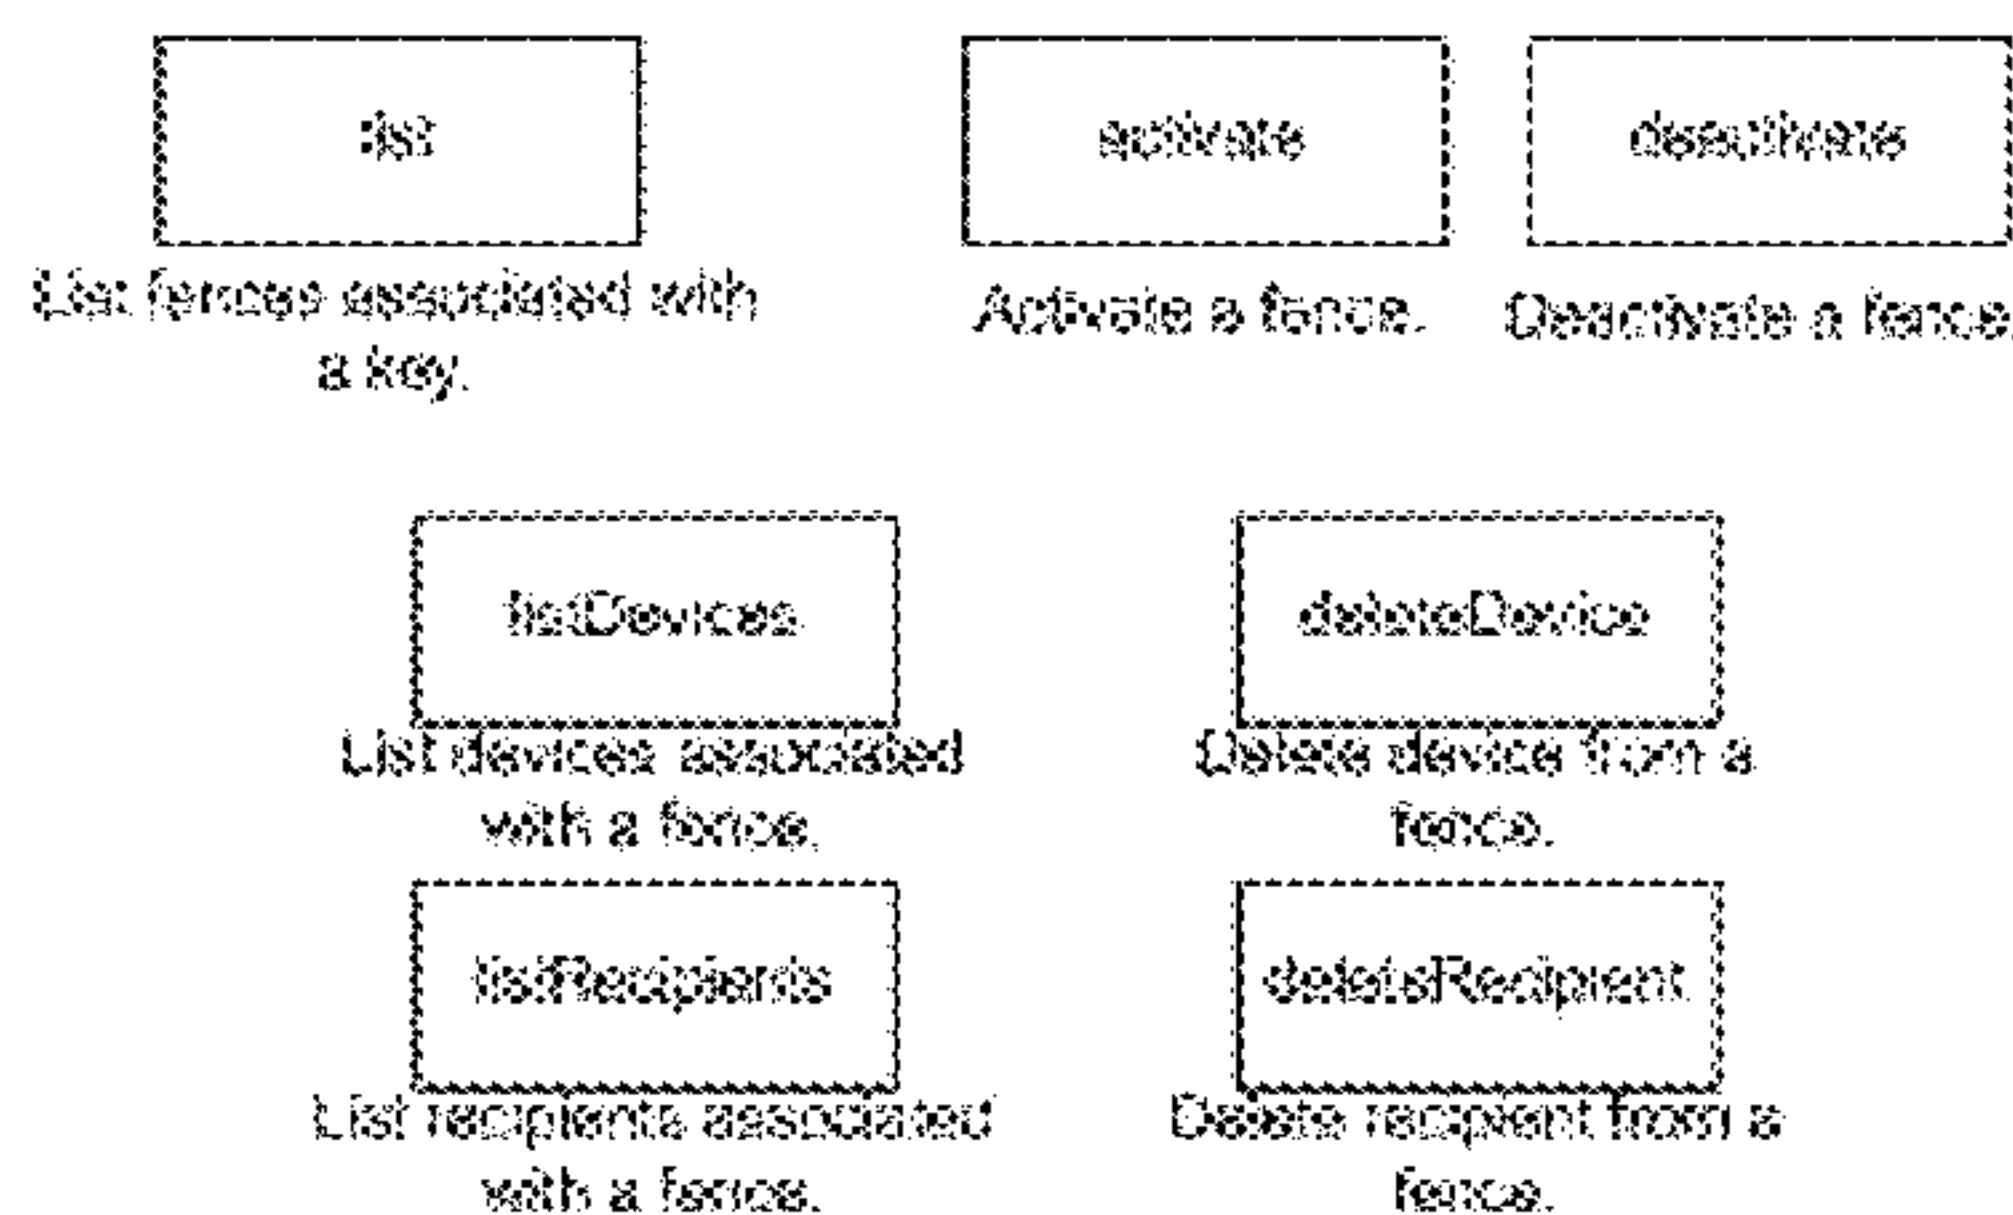 list
activate
deactivate
List fences associated with
a key.
Activate a fence.
Deactivate a fence.
listDevices
deleteDevice
List devices associated
with a fence.
Delete device from a
fence.
listRecipients
deleteRecipient
List recipients associated
with a fence.
Delete recipient from a
fence.